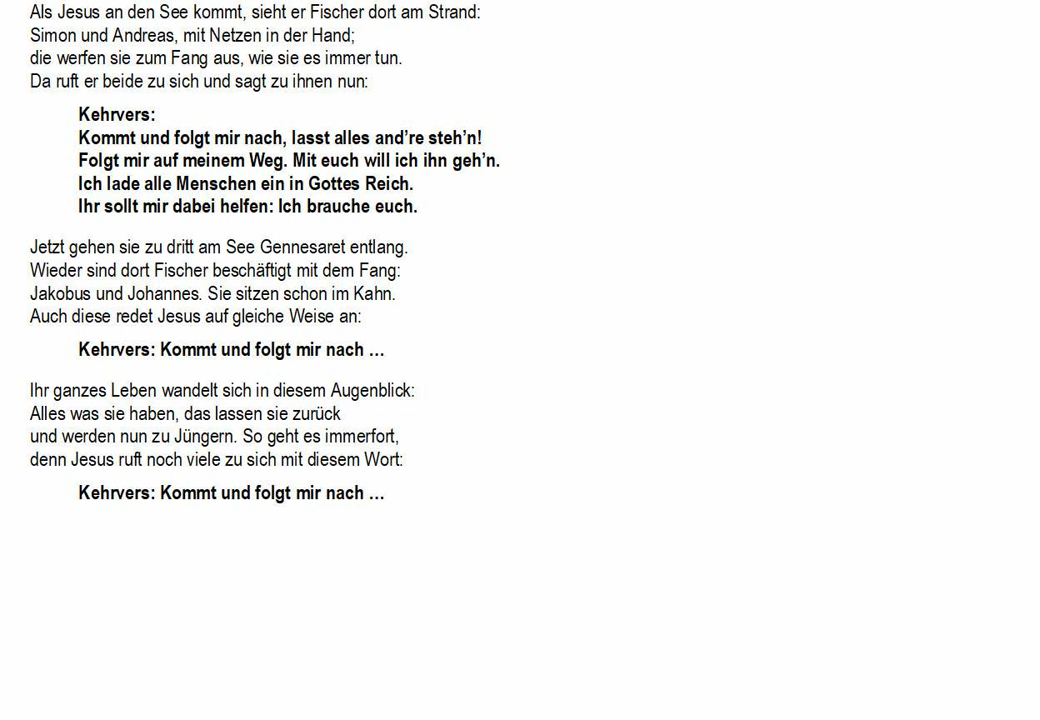 Als Jesus an den See kommt, sieht er Fischer dort am Strand:
Simon und Andreas, mit Netzen in der Hand;
die werfen sie zum Fang aus, wie sie es immer tun.
Da ruft er beide zu sich und sagt zu ihnen nun:
Kehrvers:
Kommt und folgt mir nach, lasst alles and’re steh’n!
Folgt mir auf meinem Weg. Mit euch will ich ihn geh’n.
Ich lade alle Menschen ein in Gottes Reich.
Ihr sollt mir dabei helfen: Ich brauche euch.
Jetzt gehen sie zu dritt am See Gennesaret entlang.
Wieder sind dort Fischer beschäftigt mit dem Fang:
Jakobus und Johannes. Sie sitzen schon im Kahn.
Auch diese redet Jesus auf gleiche Weise an:
Kehrvers: Kommt und folgt mir nach …
Ihr ganzes Leben wandelt sich in diesem Augenblick:
Alles was sie haben, das lassen sie zurück
und werden nun zu Jüngern. So geht es immerfort,
denn Jesus ruft noch viele zu sich mit diesem Wort:
Kehrvers: Kommt und folgt mir nach …